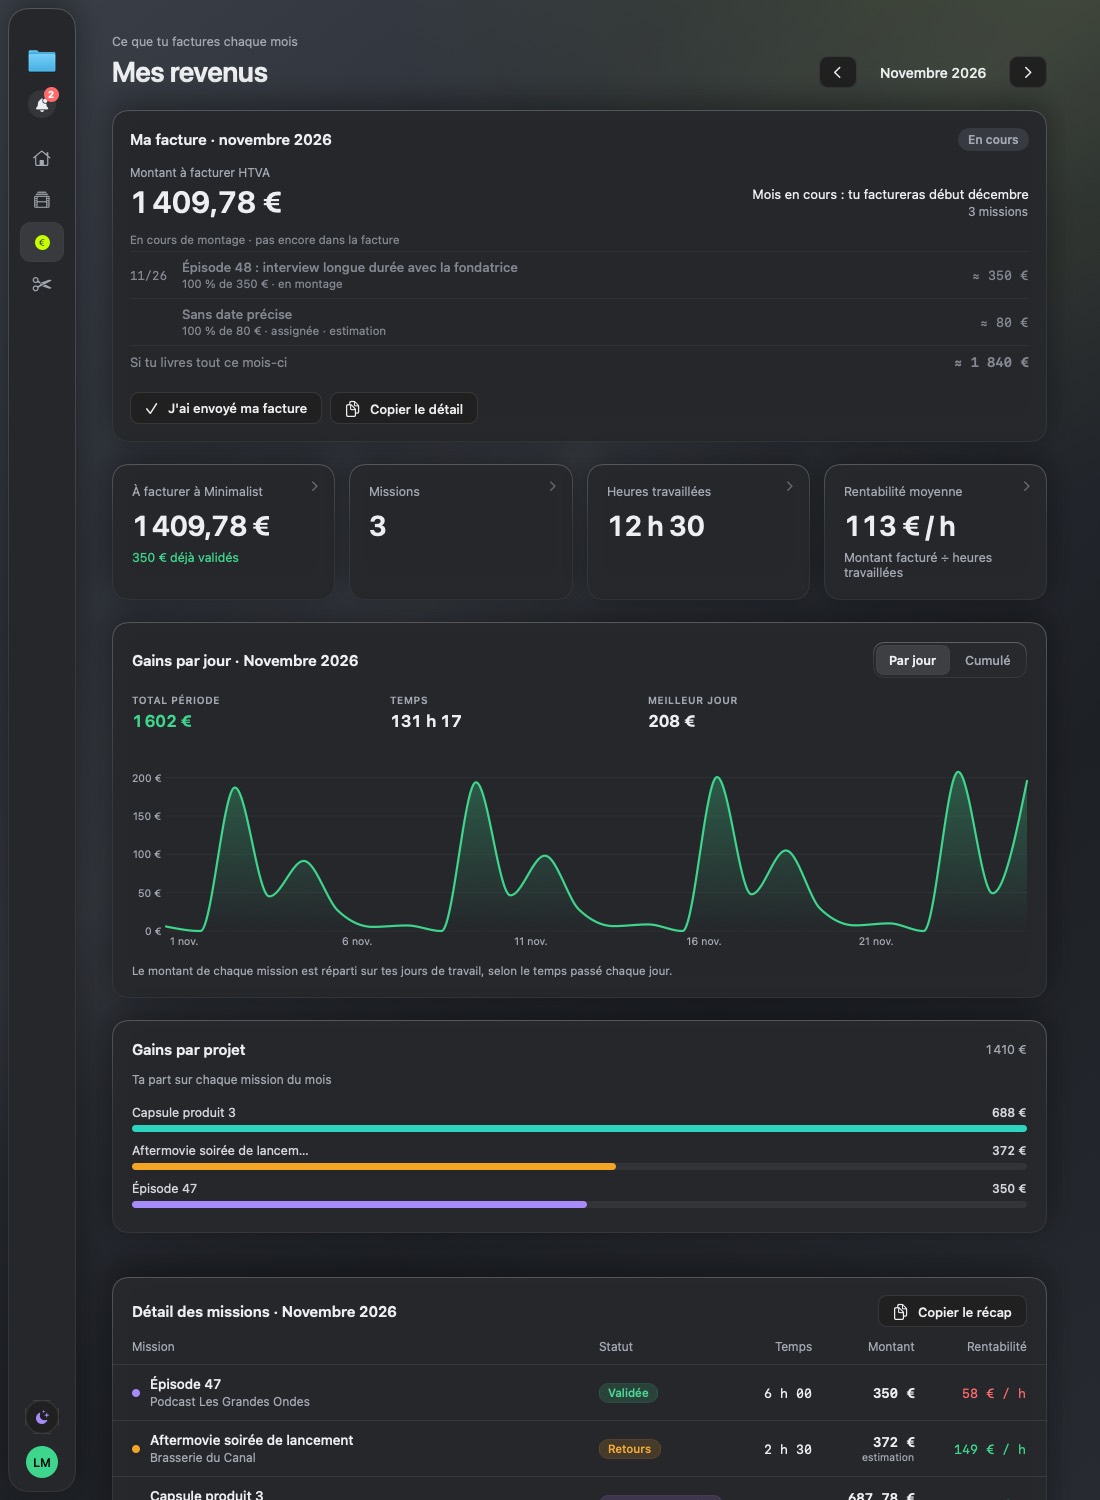 Ce que tu factures chaque mois
Mes revenus
Novembre 2026
2
Ma facture · novembre 2026
En cours
Montant à facturer HTVA
1 409,78 €
Mois en cours : tu factureras début décembre
3 missions
En cours de montage · pas encore dans la facture
11/26
Épisode 48 : interview longue durée avec la fondatrice
100 % de 350 € · en montage
≈ 350 €
Sans date précise
100 % de 80 € · assignée · estimation
≈ 80 €
Si tu livres tout ce mois-ci
≈ 1 840 €
J'ai envoyé ma facture
Copier le détail
À facturer à Minimalist
1 409,78 €
350 € déjà validés
Missions
3
Heures travaillées
12 h 30
Rentabilité moyenne
113 € / h
Montant facturé ÷ heures
travaillées
Gains par jour · Novembre 2026
Par jour
Cumulé
TOTAL PÉRIODE
1 602 €
TEMPS
131 h 17
MEILLEUR JOUR
208 €
200 €
150 €
100 €
50 €
0 €
1 nov.
6 nov.
11 nov.
16 nov.
21 nov.
Le montant de chaque mission est réparti sur tes jours de travail, selon le temps passé chaque jour.
Gains par projet
1 410 €
Ta part sur chaque mission du mois
Capsule produit 3
688 €
Aftermovie soirée de lancem...
372 €
Épisode 47
350 €
Détail des missions · Novembre 2026
Copier le récap
Mission
Statut
Temps
Montant
Rentabilité
Épisode 47
Podcast Les Grandes Ondes
Validée
6 h 00
350 €
58 € / h
Aftermovie soirée de lancement
Brasserie du Canal
Retours
2 h 30
372 €
estimation
149 € / h
Capsule produit 3
687,78 €
LM